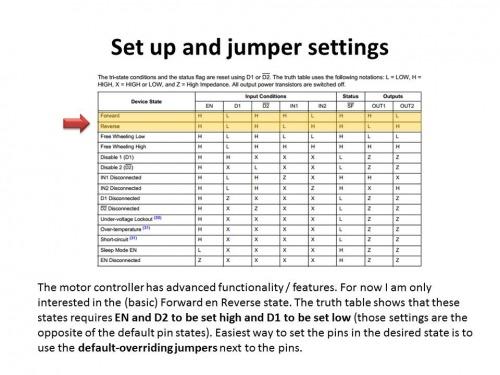 Set up and jumper settings
The tri-state conditions and the status flag are reset using D1 or D2. The truth table uses the following notations: L = LOW, H =
HIGH, X = HIGH or LOW, and Z = High Impedance. All output power transistors are switched off.
Device State Input Conditions Status Outputs
EN D1 D2 IN1 IN2 SF OUT1 OUT2
Forward H L H H L H H L
Reverse H L H L H H L H
Free Wheeling Low H L H L L H L L
Free Wheeling High H L H H H H H H
Disable 1 (D1) H H X X X L Z Z
Disable 2 (D2) H X L X X L Z Z
IN1 Disconnected H L H Z X H H X
IN2 Disconnected H L H X Z H X H
D1 Disconnected H Z X X X L Z Z
D2 Disconnected H X Z X X L Z Z
Under-voltage Lockout (30) H X X X X L Z Z
Over-temperature (31) H X X X X L Z Z
Short-circuit (31) H X X X X L Z Z
Sleep Mode EN L X X X X H Z Z
EN Disconnected Z X X X X H Z Z
The motor controller has advanced functionality / features. For now I am only
interested in the (basic) Forward en Reverse state. The truth table shows that these
states requires EN and D2 to be set high and D1 to be set low (those settings are the
opposite of the default pin states). Easiest way to set the pins in the desired state is to
use the default-overriding jumpers next to the pins.